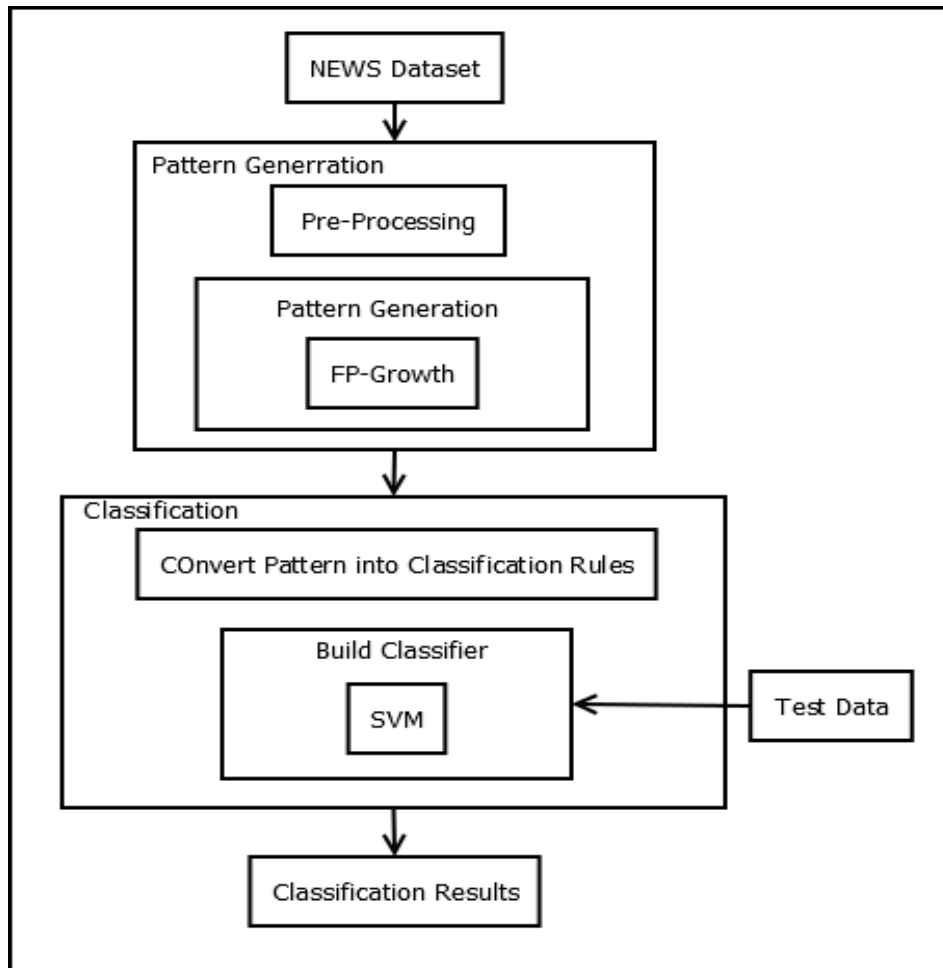 NEWS Dataset
Pattern Generration
Pre-Processing
Pattern Generation
FP-Growth
Classification
COnvert Pattern into Classification Rules
Build Classifier
SVM
Test Data
Classification Results